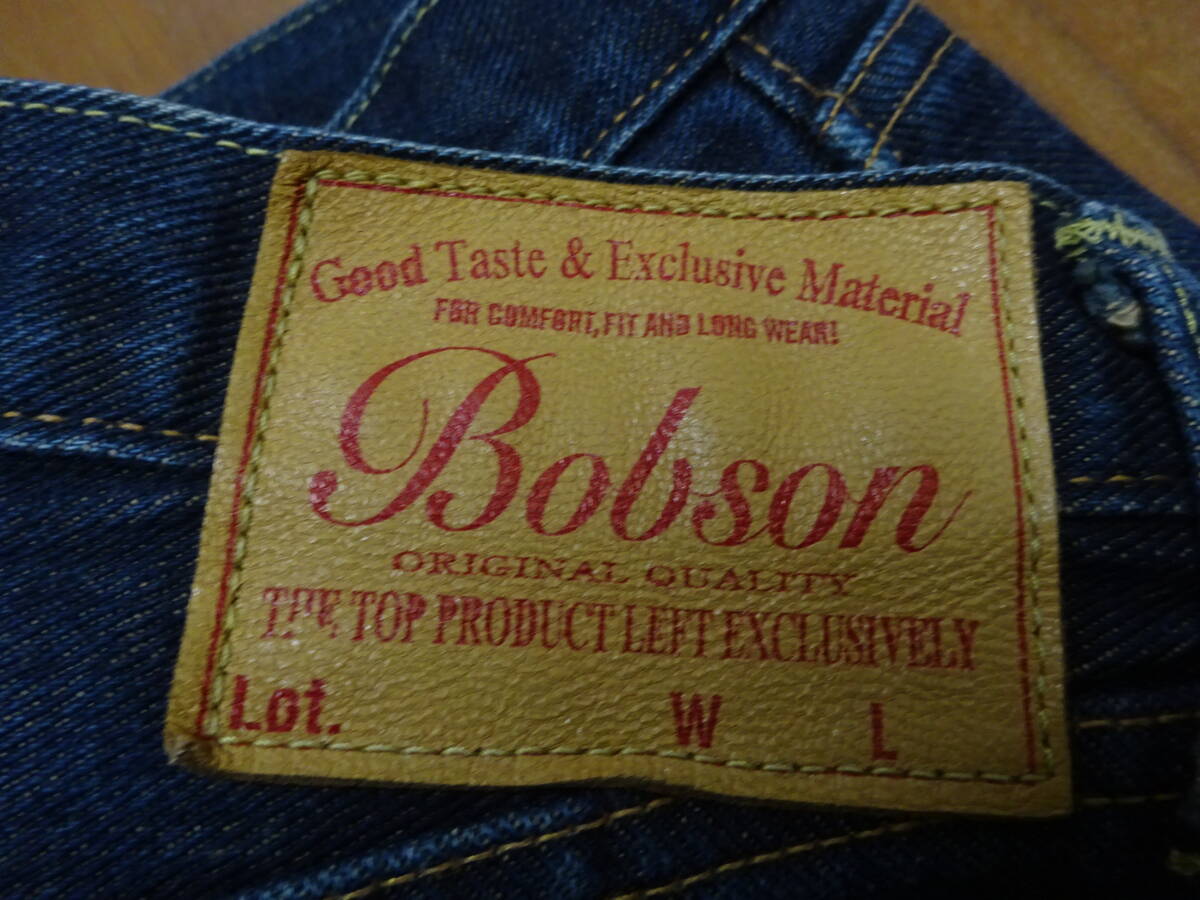 Good Taste & Exclusive Material
FOR COMFORT, FIT AND LONG WEAR!
Bobson
ORIGINAL QUALITY
THE TOP PRODUCT LEFT EXCLUSIVELY
Lot. W L